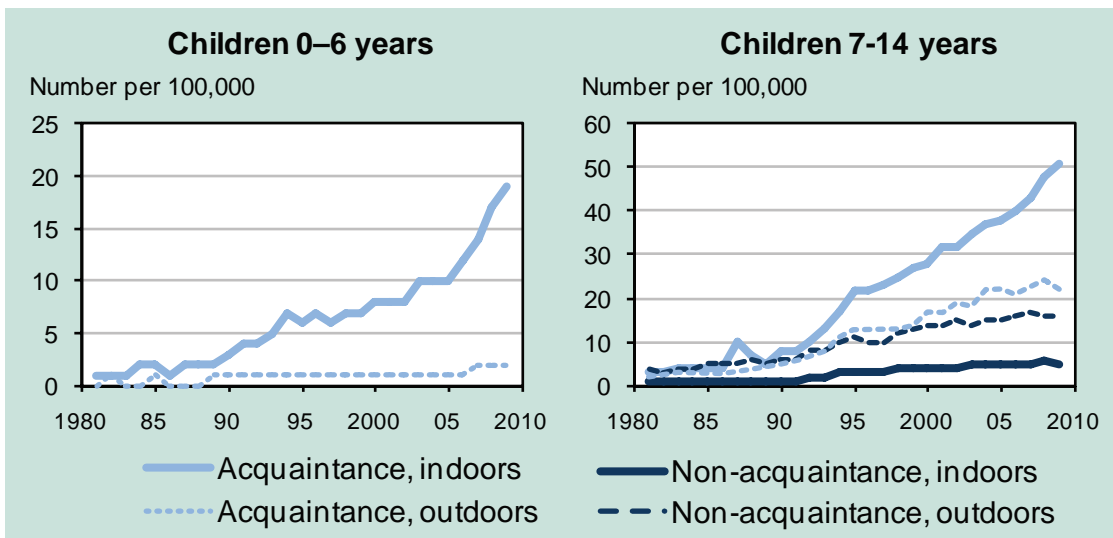 Children 0–6 years
Number per 100,000
25
20
15
10
5
0
1980 85 90 95 2000 05 2010
Children 7-14 years
Number per 100,000
60
50
40
30
20
10
0
1980 85 90 95 2000 05 2010
Acquaintance, indoors
Acquaintance, outdoors
Non-acquaintance, indoors
Non-acquaintance, outdoors